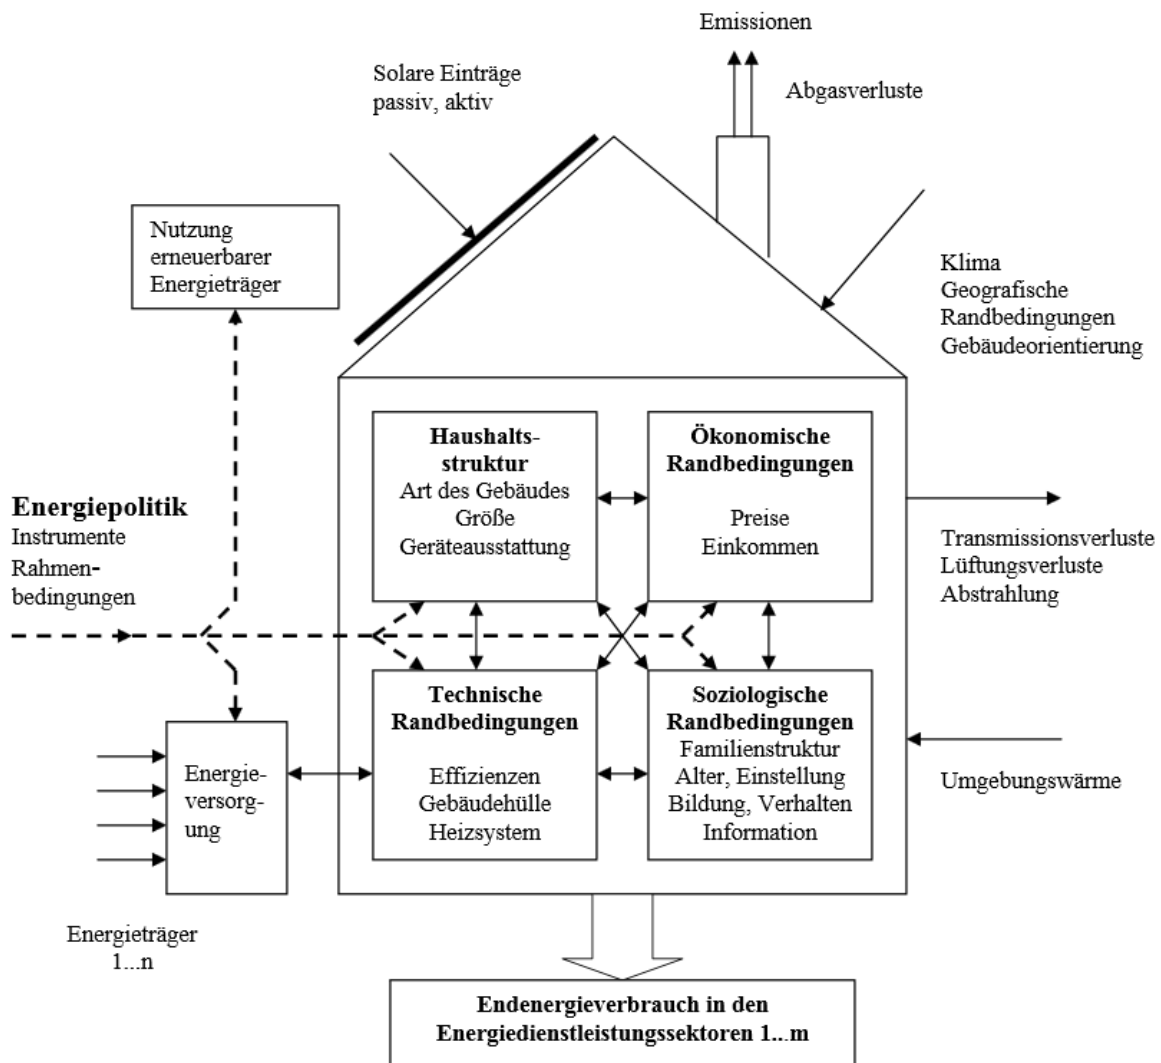 Emissionen
Solare Einträge
passiv, aktiv
Abgasverluste
Nutzung
erneuerbarer
Energieträger
Klima
Geografische
Randbedingungen
Gebäudeorientierung
Haushalts-
struktur
Art des Gebäudes
Größe
Geräteausstattung
Ökonomische
Randbedingungen
Preise
Einkommen
Energiepolitik
Instrumente
Rahmen-
bedingungen
Transmissionsverluste
Lüftungsverluste
Abstrahlung
Technische
Randbedingungen
Effizienzen
Gebäudehülle
Heizsystem
Soziologische
Randbedingungen
Familienstruktur
Alter, Einstellung
Bildung, Verhalten
Information
Energie-
versorg-
ung
Umgebungswärme
Energieträger
1...n
Endenergieverbrauch in den
Energiedienstleistungssektoren 1...m